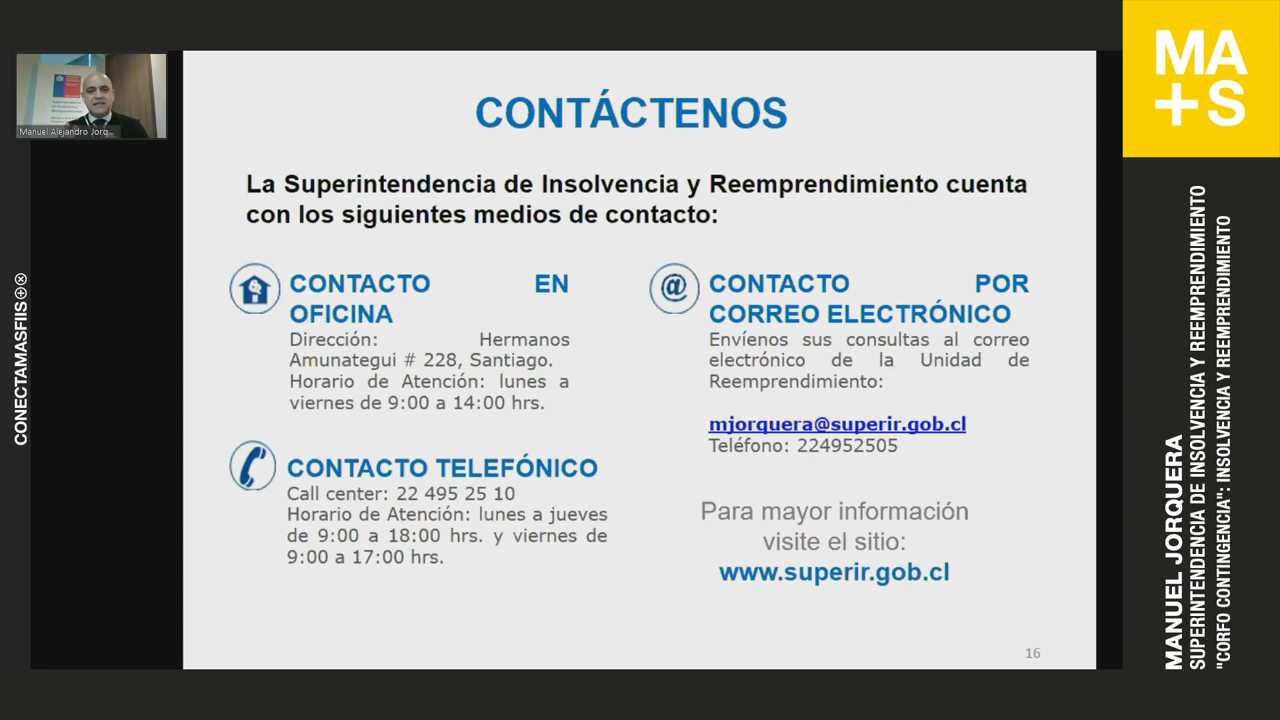 CONTÁCTENOS
La Superintendencia de Insolvencia y Reemprendimiento cuenta
con los siguientes medios de contacto:
CONTACTO EN
OFICINA
Dirección: Hermanos
Amunategui # 228, Santiago.
Horario de Atención: lunes a
viernes de 9:00 a 14:00 hrs.
CONTACTO TELEFÓNICO
Call center: 22 495 25 10
Horario de Atención: lunes a jueves
de 9:00 a 18:00 hrs. y viernes de
9:00 a 17:00 hrs.
@
CONTACTO POR
CORREO ELECTRÓNICO
Envíenos sus consultas al correo
electrónico de la Unidad de
Reemprendimiento:
mjorquera@superir.gob.cl
Teléfono: 224952505
Para mayor información
visite el sitio:
www.superir.gob.cl
16
Manuel Alejandro Jorq...
CONECTAMASFIIS
MA
+S
MANUEL JORQUERA
SUPERINTENDENCIA DE INSOLVENCIA Y REEMPRENDIMIENTO
"CORFO CONTINGENCIA": INSOLVENCIA Y REEMPRENDIMIENTO